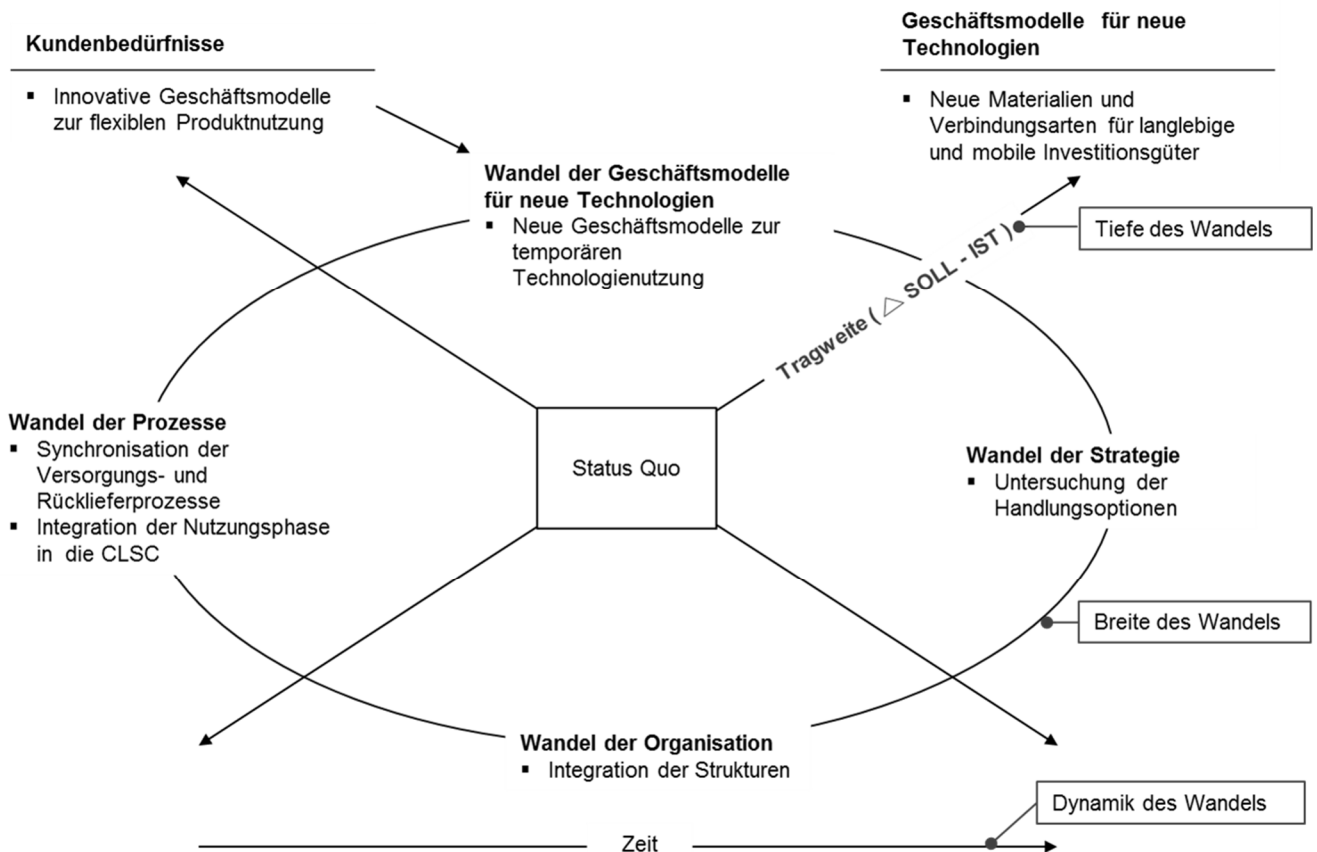 Kundenbedürfnisse
▪ Innovative Geschäftsmodelle
zur flexiblen Produktnutzung
Geschäftsmodelle für neue
Technologien
▪ Neue Materialien und
Verbindungsarten für langlebige
und mobile Investitionsgüter
Wandel der Geschäftsmodelle
für neue Technologien
▪ Neue Geschäftsmodelle zur
temporären
Technologienutzung
Tragweite ( △ SOLL - IST )
Tiefe des Wandels
Wandel der Prozesse
▪ Synchronisation der
Versorgungs- und
Rücklieferprozesse
▪ Integration der Nutzungsphase
in die CLSC
Status Quo
Wandel der Strategie
▪ Untersuchung der
Handlungsoptionen
Breite des Wandels
Wandel der Organisation
▪ Integration der Strukturen
Dynamik des Wandels
Zeit